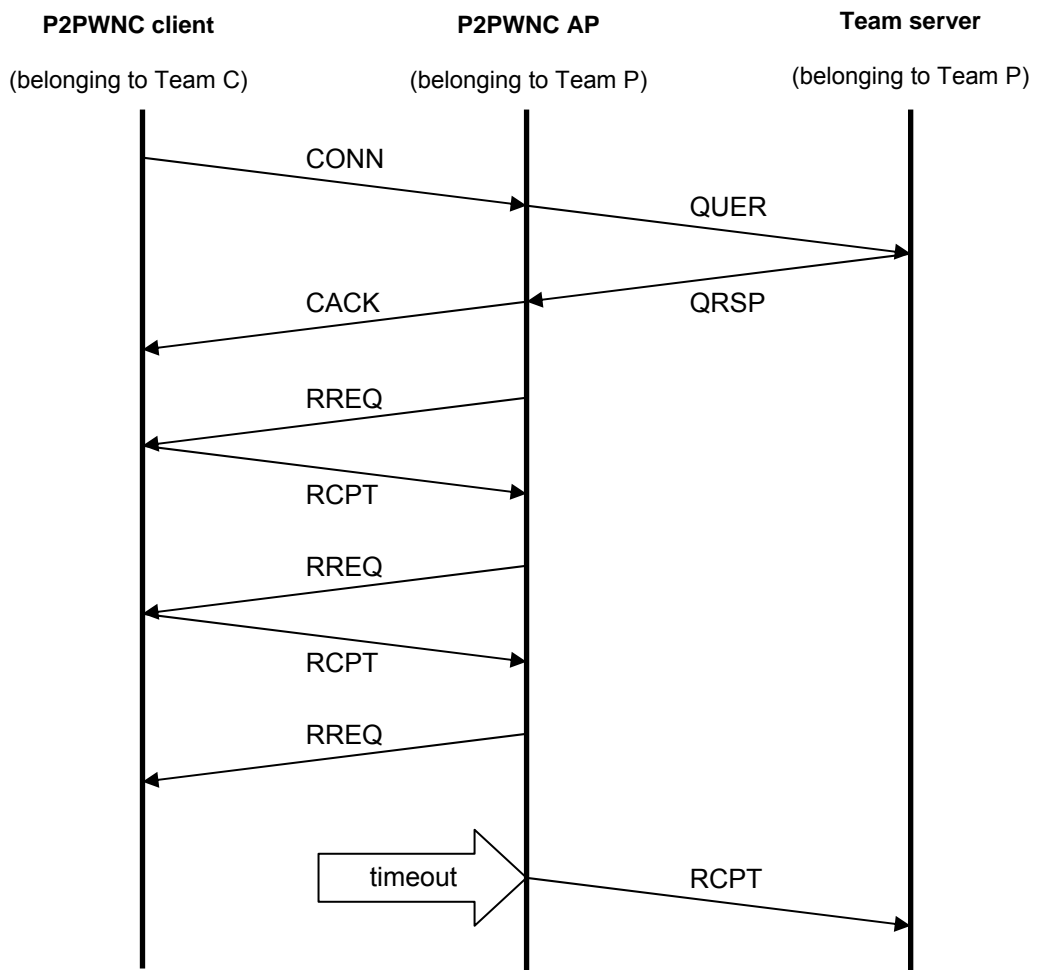 P2PWNC client
P2PWNC AP
Team server
(belonging to Team C)
(belonging to Team P)
(belonging to Team P)
CONN
QUER
CACK
QRSP
RREQ
RCPT
RREQ
RCPT
RREQ
timeout
RCPT